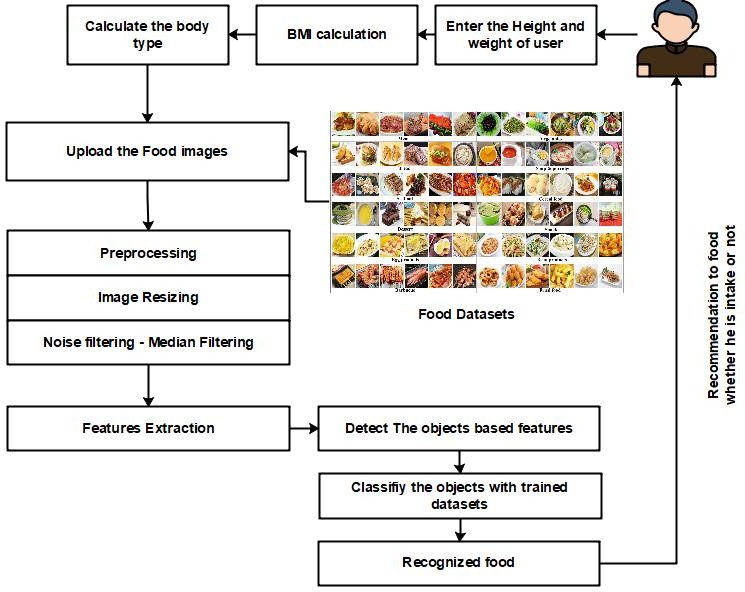 Calculate the body
type
BMI calculation
Enter the Height and
weight of user
Upload the Food images
Preprocessing
Image Resizing
Noise filtering - Median Filtering
Food Datasets
Features Extraction
Detect The objects based features
Classifiy the objects with trained
datasets
Recognized food
Recommendation to food
whether he is intake or not